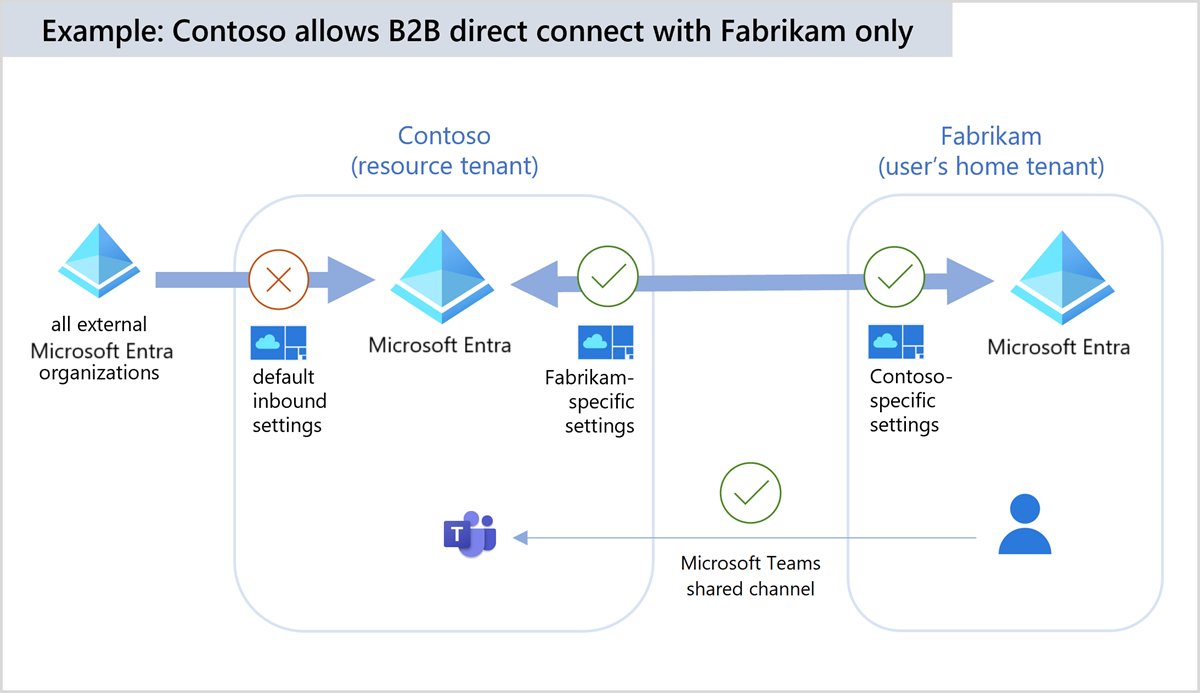 Example: Contoso allows B2B direct connect with Fabrikam only
Contoso
(resource tenant)
Fabrikam
(user's home tenant)
all external
Microsoft Entra
organizations
default
inbound
settings
Microsoft Entra
Fabrikam-
specific
settings
Contoso-
specific
settings
Microsoft Entra
T
Microsoft Teams
shared channel